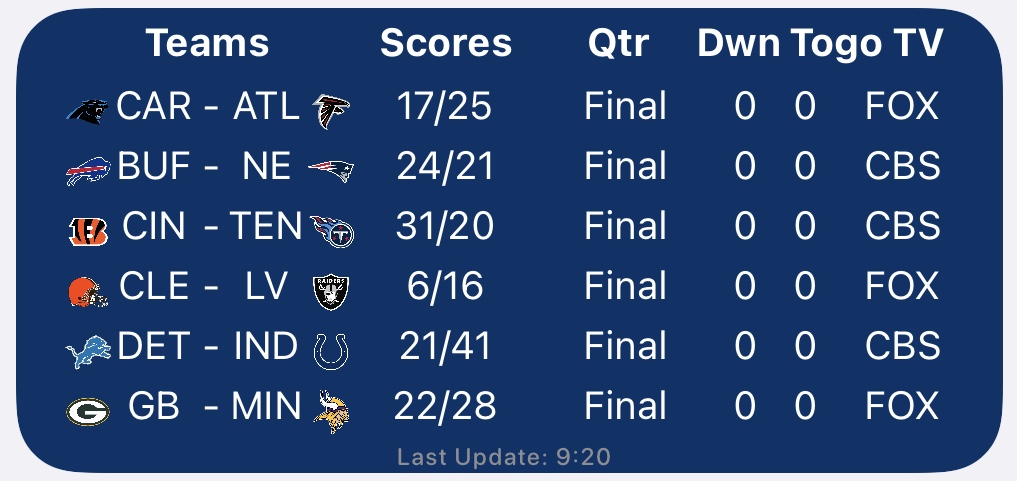 Teams Scores Qtr Dwn Togo TV
CAR - ATL 17/25 Final 0 0 FOX
BUF - NE 24/21 Final 0 0 CBS
CIN - TEN 31/20 Final 0 0 CBS
CLE - LV 6/16 Final 0 0 FOX
DET - IND 21/41 Final 0 0 CBS
GB - MIN 22/28 Final 0 0 FOX
Last Update: 9:20